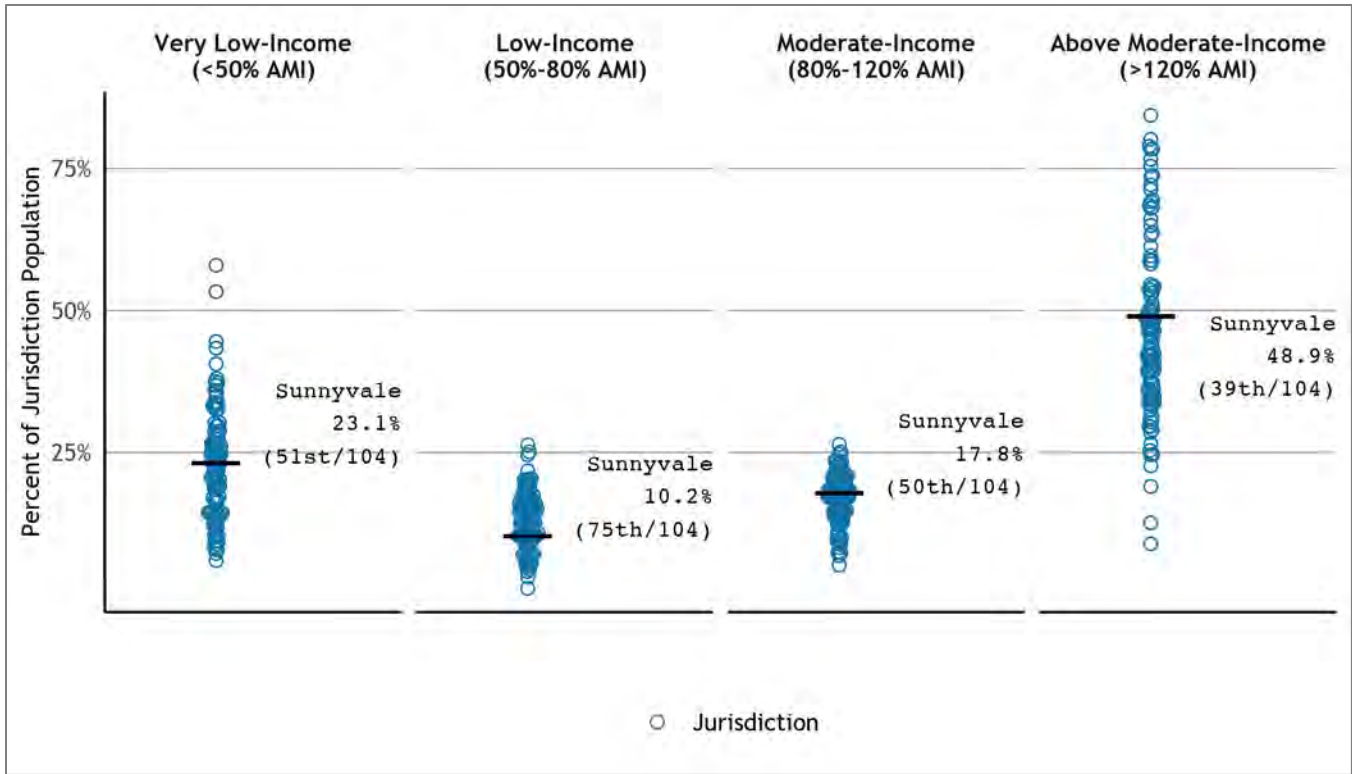 Very Low-Income
(<50% AMI)
Low-Income
(50%-80% AMI)
Moderate-Income
(80%-120% AMI)
Above Moderate-Income
(>120% AMI)
Percent of Jurisdiction Population
75%
50%
25%
Sunnyvale
23.1%
(51st/104)
Sunnyvale
10.2%
(75th/104)
Sunnyvale
17.8%
(50th/104)
Sunnyvale
48.9%
(39th/104)
Jurisdiction